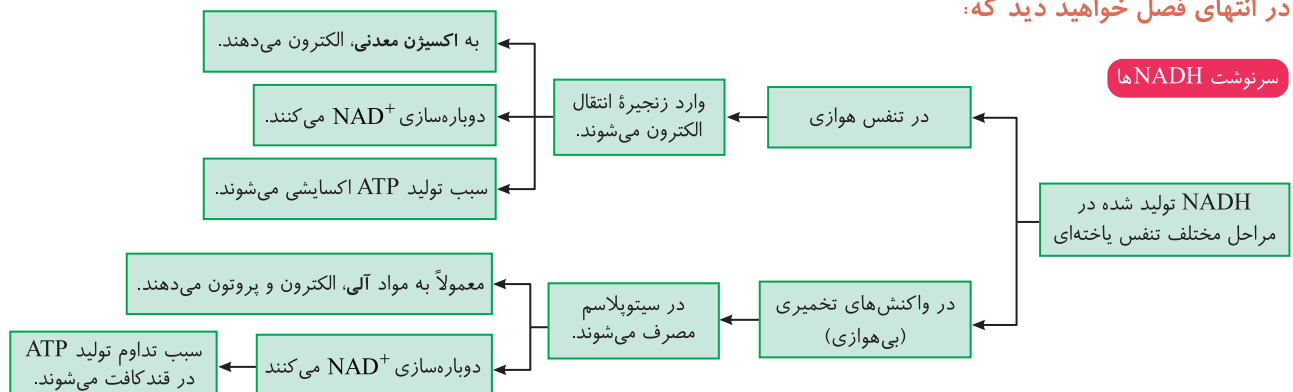 در انتهای فصل خواهید دید که:
سرنوشت NADHها
NADH تولید شده در
مراحل مختلف تنفس یاخته‌ای
در تنفس هوازی
وارد زنجیرهٔ انتقال
الکترون می‌شوند.
به اکسیژن معدنی، الکترون می‌دهند.
دوباره‌سازی NAD⁺ می‌کنند.
سبب تولید ATP اکسایشی می‌شوند.
در واکنش‌های تخمیری
(بی‌هوازی)
در سیتوپلاسم
مصرف می‌شوند.
معمولاً به مواد آلی، الکترون و پروتون می‌دهند.
دوباره‌سازی NAD⁺ می‌کنند
سبب تداوم تولید ATP
در قندکافت می‌شوند.